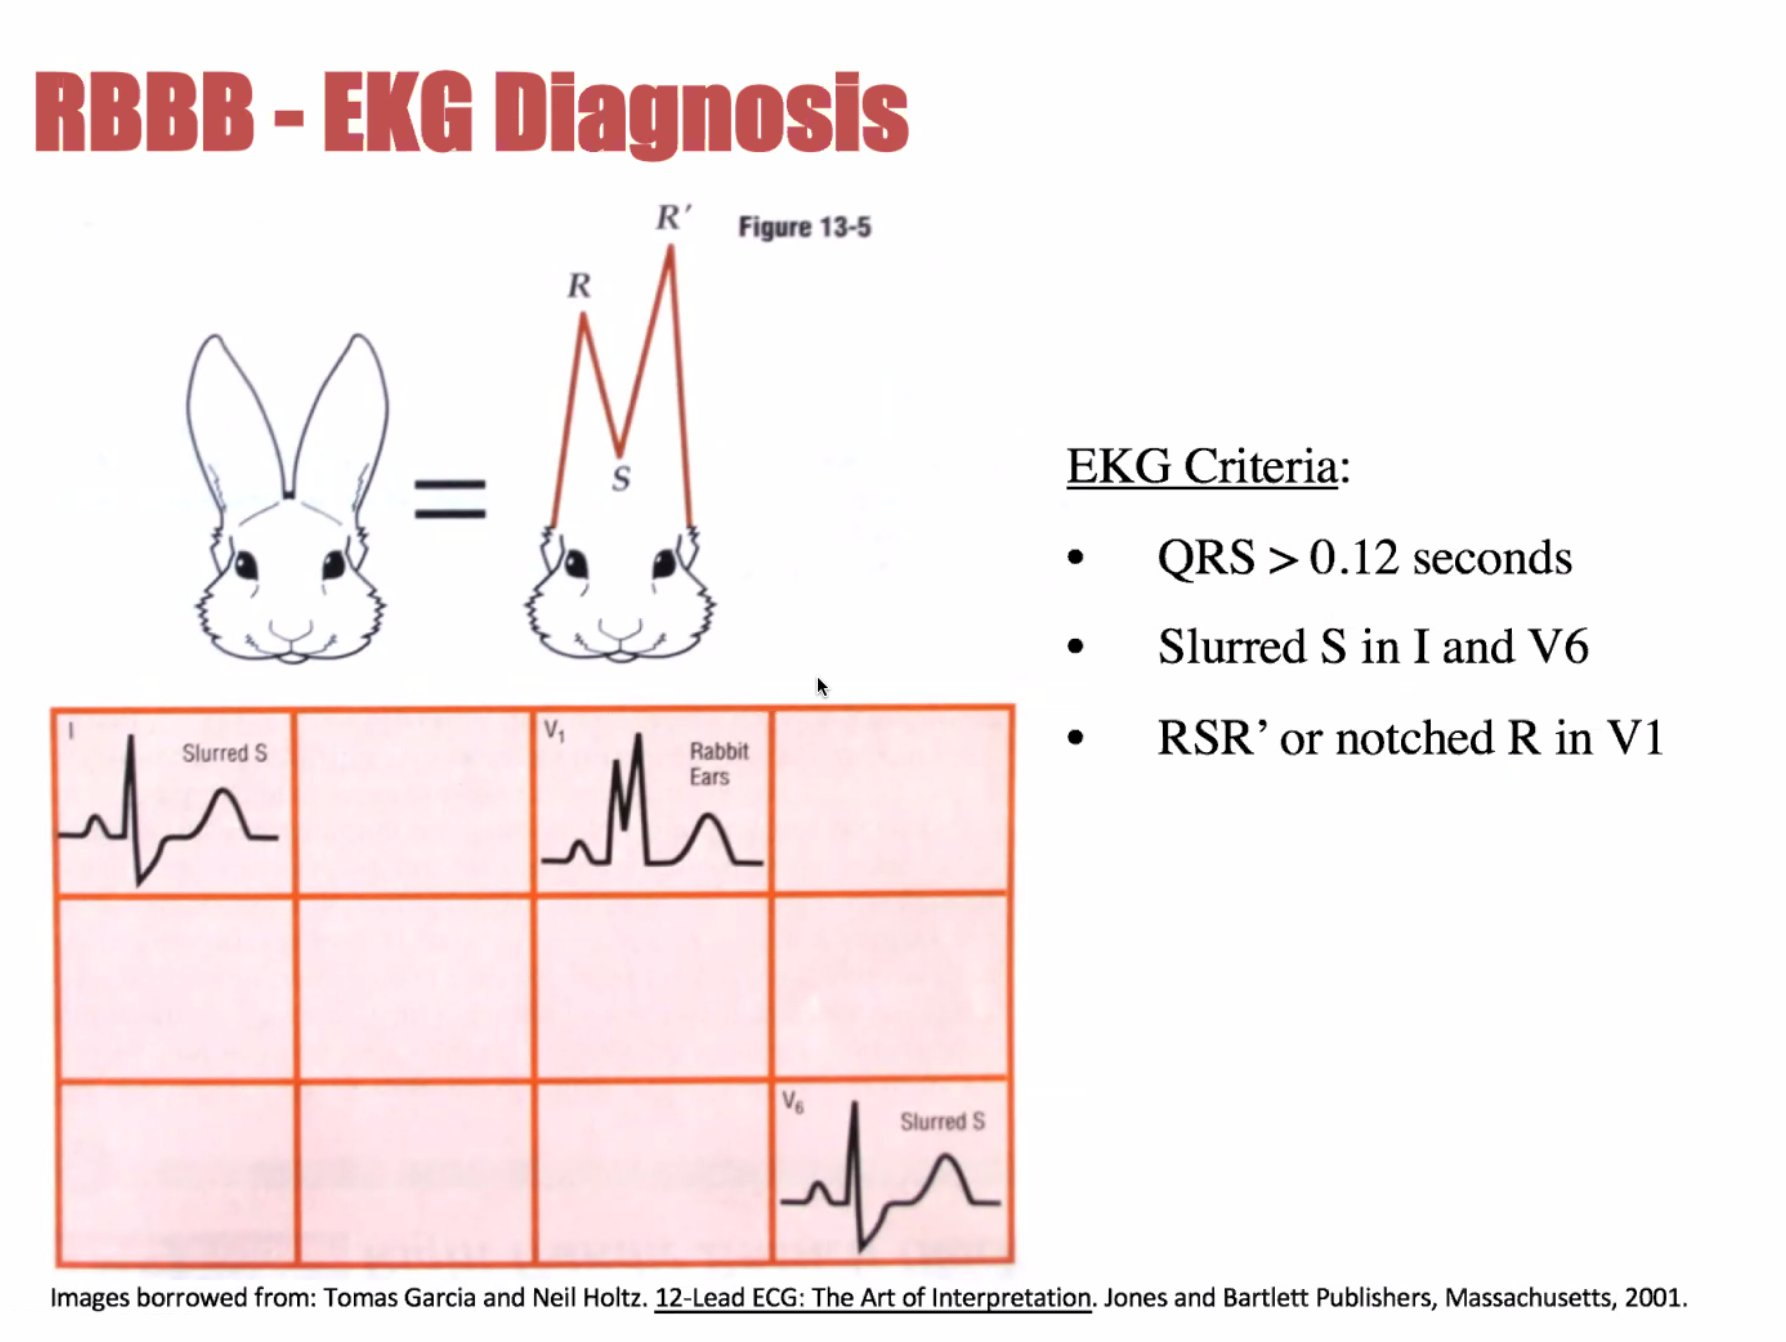 RBBB - EKG Diagnosis
R′
Figure 13-5
R
S
EKG Criteria:
• QRS > 0.12 seconds
• Slurred S in I and V6
• RSR’ or notched R in V1
I
Slurred S
V₁
Rabbit
Ears
V₆
Slurred S
Images borrowed from: Tomas Garcia and Neil Holtz. 12-Lead ECG: The Art of Interpretation. Jones and Bartlett Publishers, Massachusetts, 2001.